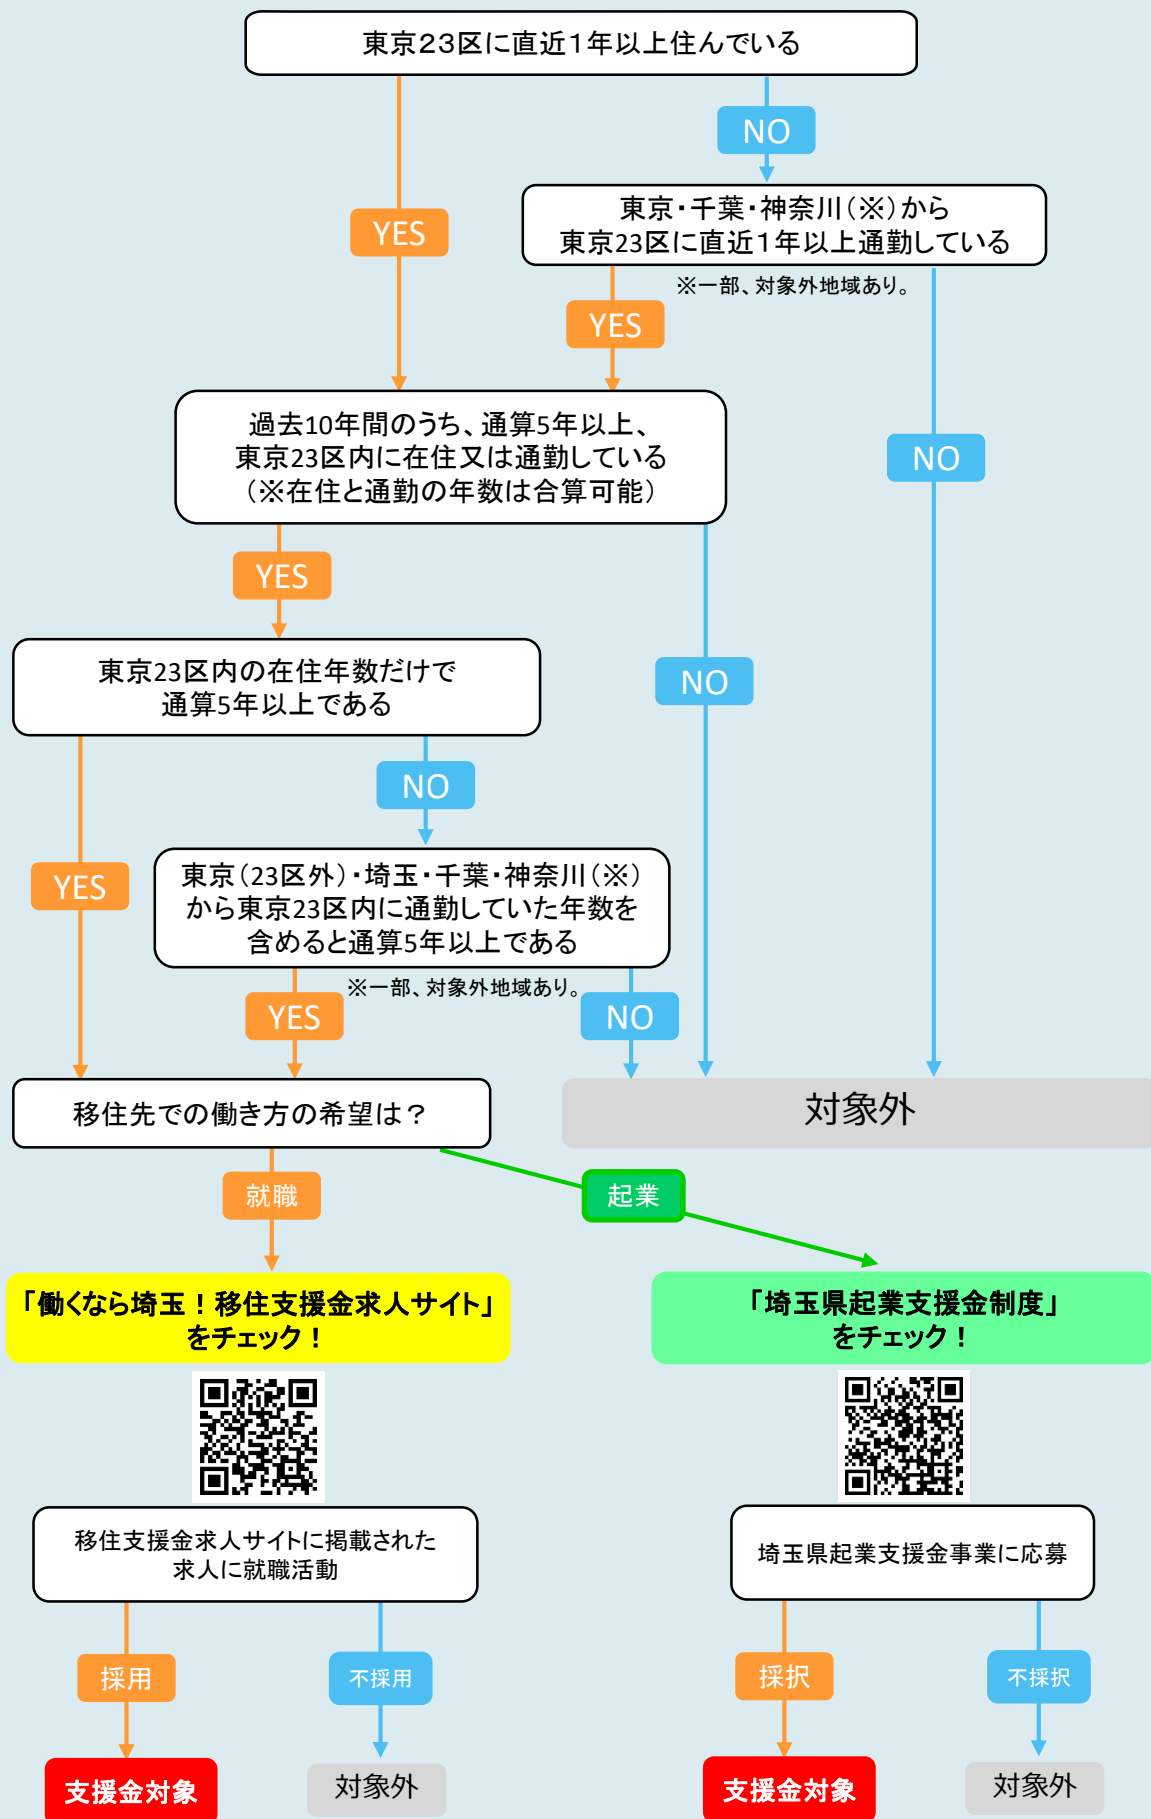 東京23区に直近1年以上住んでいる
NO
YES
東京・千葉・神奈川(※)から
東京23区に直近1年以上通勤している
※一部、対象外地域あり。
YES
過去10年間のうち、通算5年以上、
東京23区内に在住又は通勤している
(※在住と通勤の年数は合算可能)
NO
YES
東京23区内の在住年数だけで
通算5年以上である
NO
NO
YES
東京(23区外)・埼玉・千葉・神奈川(※)
から東京23区内に通勤していた年数を
含めると通算5年以上である
※一部、対象外地域あり。
YES
NO
移住先での働き方の希望は?
対象外
就職
起業
「働くなら埼玉!移住支援金求人サイト」
をチェック!
「埼玉県起業支援金制度」
をチェック!
移住支援金求人サイトに掲載された
求人に就職活動
埼玉県起業支援金事業に応募
採用
不採用
採択
不採択
支援金対象
対象外
支援金対象
対象外